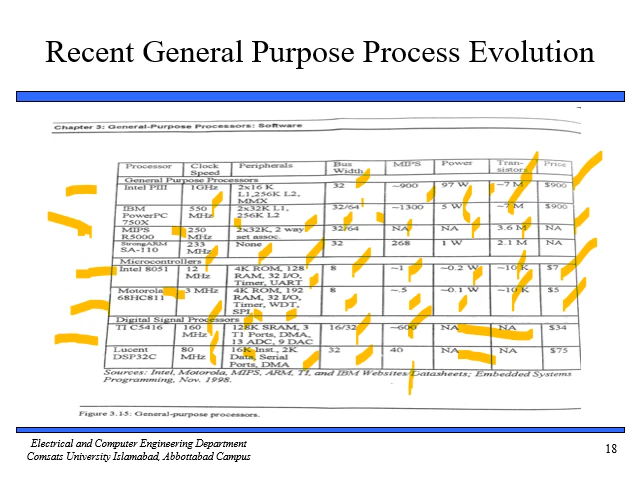 Recent General Purpose Process Evolution
Chapter 3: General-Purpose Processors: Software
Processor Clock Speed Peripherals Bus Width MIPS Power Transistors Price
General Purpose Processors
Intel PIII 1GHz 2x16 K 32 ~900 97 W ~7 M $900
L1,256K L2,
MMX
IBM 550 2x32K L1, 32/64 ~1300 5 W ~7 M $900
PowerPC MHz 256K L2
750X
MIPS 250 2x32K, 2 way 32/64 NA NA 3.6 M NA
R5000 MHz set assoc.
StrongARM 233 None 32 268 1 W 2.1 M NA
SA-110 MHz
Microcontrollers
Intel 8051 12 4K ROM, 128 8 ~1 ~0.2 W ~10 K $7
MHz RAM, 32 I/O,
Timer, UART
Motorola 3 MHz 4K ROM, 192 8 ~.5 ~0.1 W ~10 K $5
68HC811 RAM, 32 I/O,
Timer, WDT,
SPI
Digital Signal Processors
TI C5416 160 128K SRAM, 3 16/32 ~600 NA NA $34
MHz T1 Ports, DMA,
13 ADC, 9 DAC
Lucent 80 16K Inst., 2K 32 40 NA NA $75
DSP32C MHz Data, Serial
Ports, DMA
Sources: Intel, Motorola, MIPS, ARM, TI, and IBM Websites/Datasheets; Embedded Systems
Programming, Nov. 1998.
Figure 3.15: General-purpose processors.
Electrical and Computer Engineering Department
Comsats University Islamabad, Abbottabad Campus
18